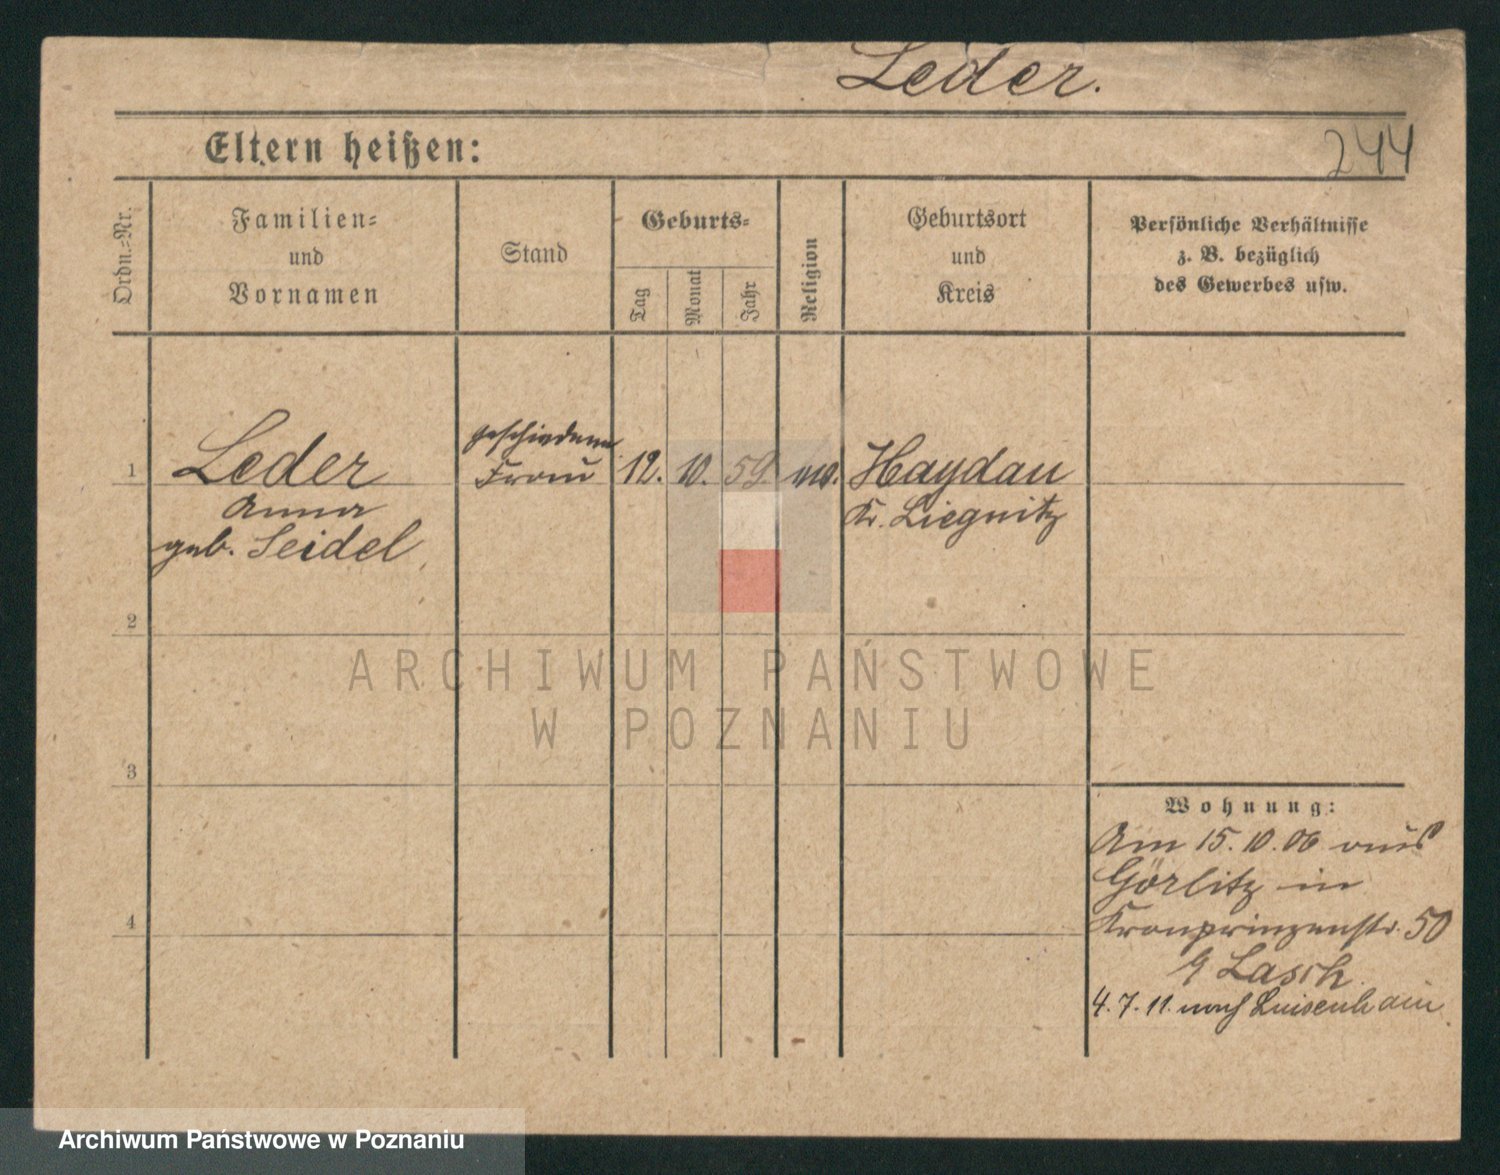 Leder.
Eltern heißen:
244
Ordn.=Nr.
Familien=
und
Vornamen
Stand
Geburts=
Tag
Monat
Jahr
Religion
Geburtsort
und
Kreis
Persönliche Verhältnisse
z. B. bezüglich
des Gewerbes usw.
1
Leder
Anna
geb. Seidel
geschiedene
Frau
12.
10.
59.
Haydau
Kr. Liegnitz
2
ARCHIWUM PAŃSTWOWE
W POZNANIU
3
4
Wohnung:
Am 15.10.06 aus
Görlitz in
Kronprinzenstr. 50
Lasch
4.7.11. nach Luisenhain
Archiwum Państwowe w Poznaniu